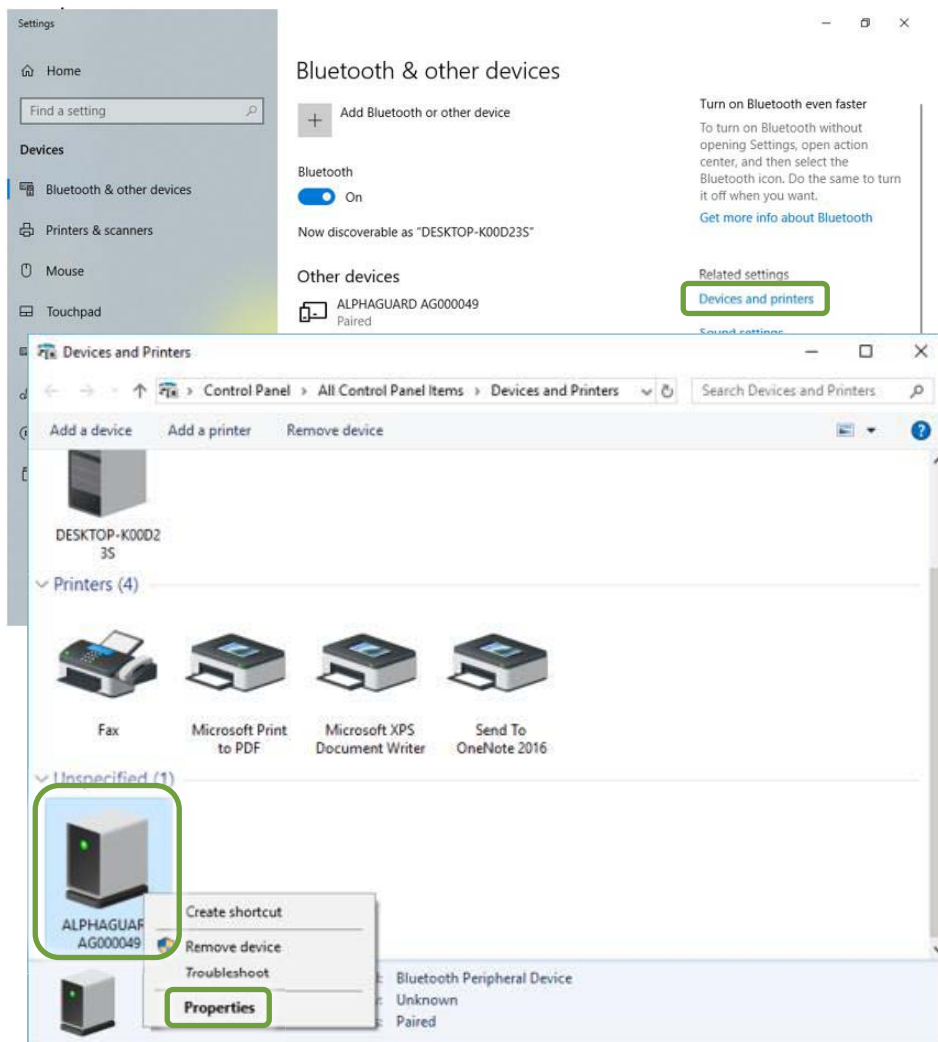 Settings
Home
Find a setting
Devices
Bluetooth & other devices
Printers & scanners
Mouse
Touchpad
Bluetooth & other devices
Add Bluetooth or other device
Bluetooth
On
Now discoverable as "DESKTOP-K00D23S"
Other devices
ALPHAGUARD AG000049
Paired
Turn on Bluetooth even faster
To turn on Bluetooth without
opening Settings, open action
center, and then select the
Bluetooth icon. Do the same to turn
it off when you want.
Get more info about Bluetooth
Related settings
Devices and printers
Sound settings
Devices and Printers
Control Panel › All Control Panel Items › Devices and Printers
Search Devices and Printers
Add a device Add a printer Remove device
DESKTOP-K00D2
3S
Printers (4)
Fax
Microsoft Print
to PDF
Microsoft XPS
Document Writer
Send To
OneNote 2016
Unspecified (1)
ALPHAGUAR
AG000049
Create shortcut
Remove device
Troubleshoot
Properties
Bluetooth Peripheral Device
Unknown
Paired